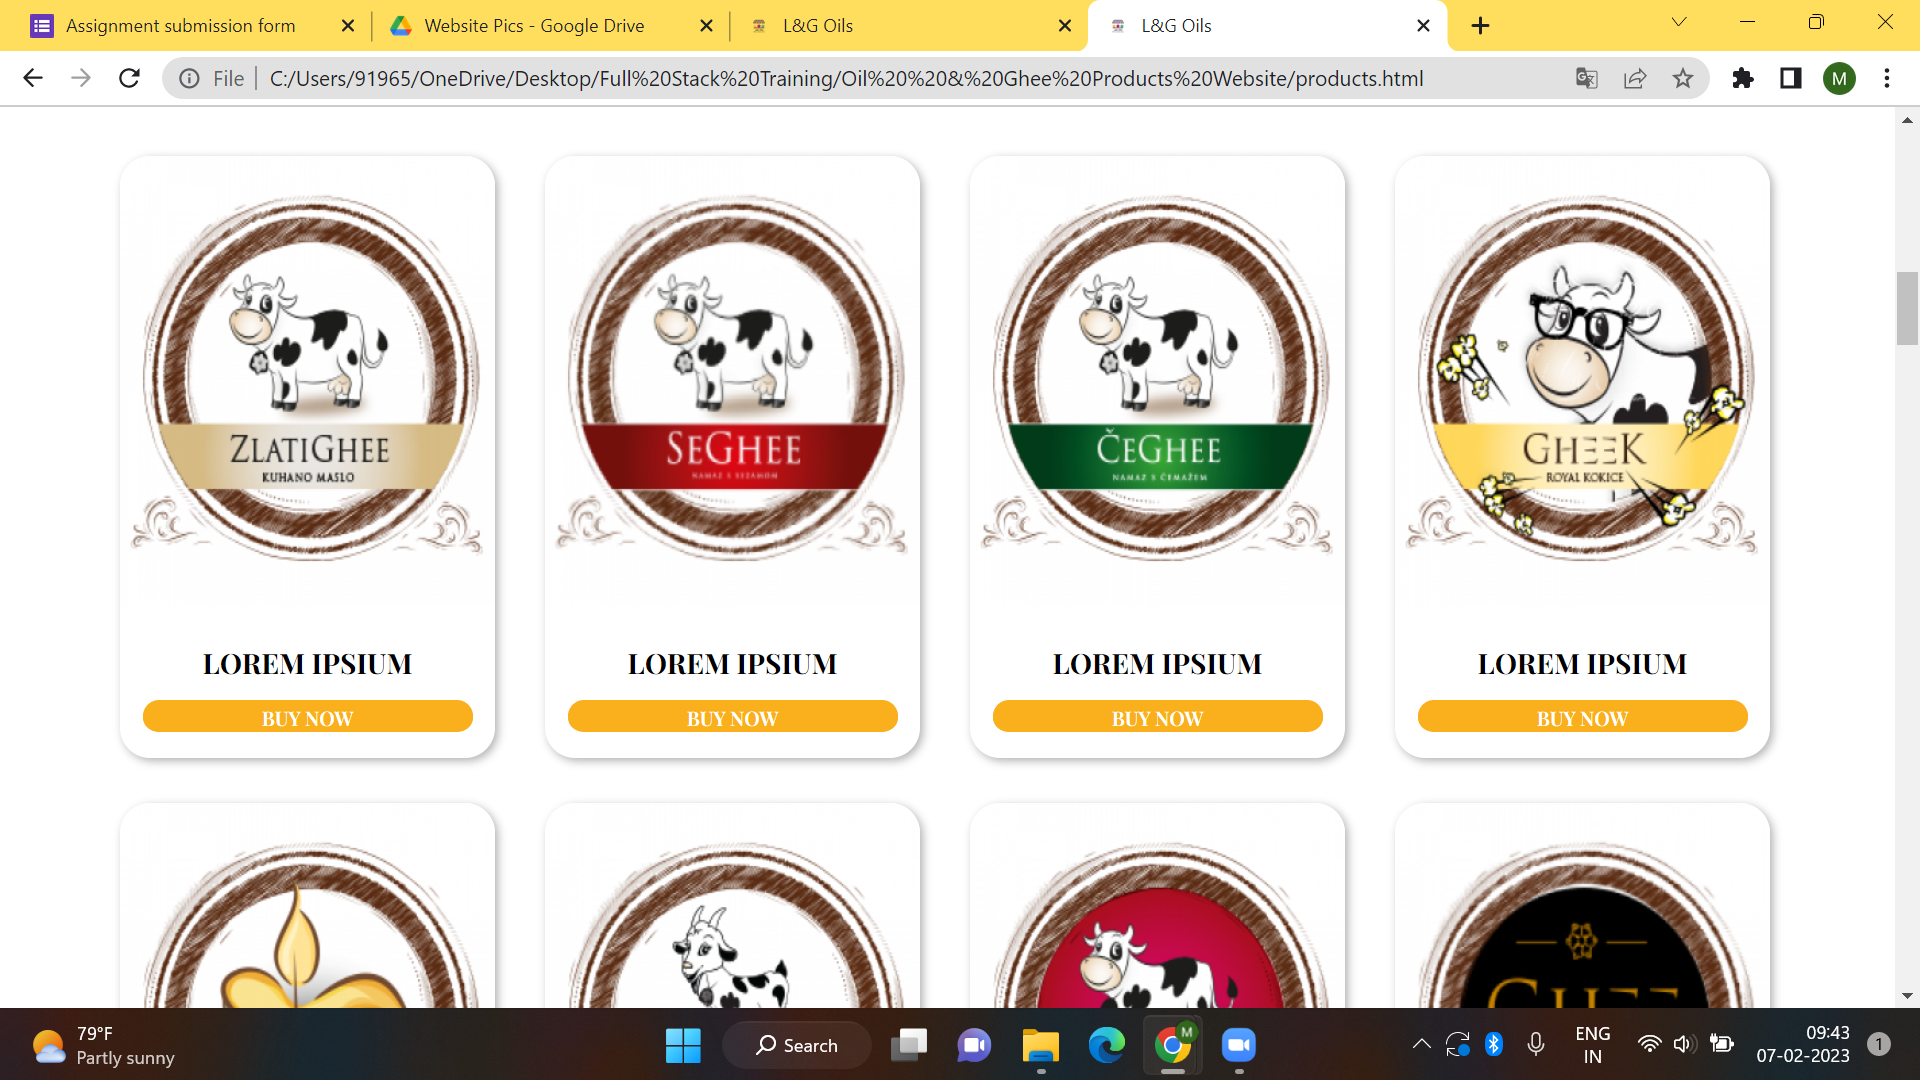 Assignment submission form
Website Pics - Google Drive
L&G Oils
L&G Oils
File
C:/Users/91965/OneDrive/Desktop/Full%20Stack%20Training/Oil%20%20&%20Ghee%20Products%20Website/products.html
M
ZLATIGHEE
KUHANO MASLO
SEGHEE
NAMAZ S SEZAMOM
ČEGHEE
NAMAZ S ČEMAŽEM
GHEEK
ROYAL KOKICE
LOREM IPSIUM
LOREM IPSIUM
LOREM IPSIUM
LOREM IPSIUM
BUY NOW
BUY NOW
BUY NOW
BUY NOW
79°F
Partly sunny
Search
M
ENG
IN
09:43
07-02-2023
1